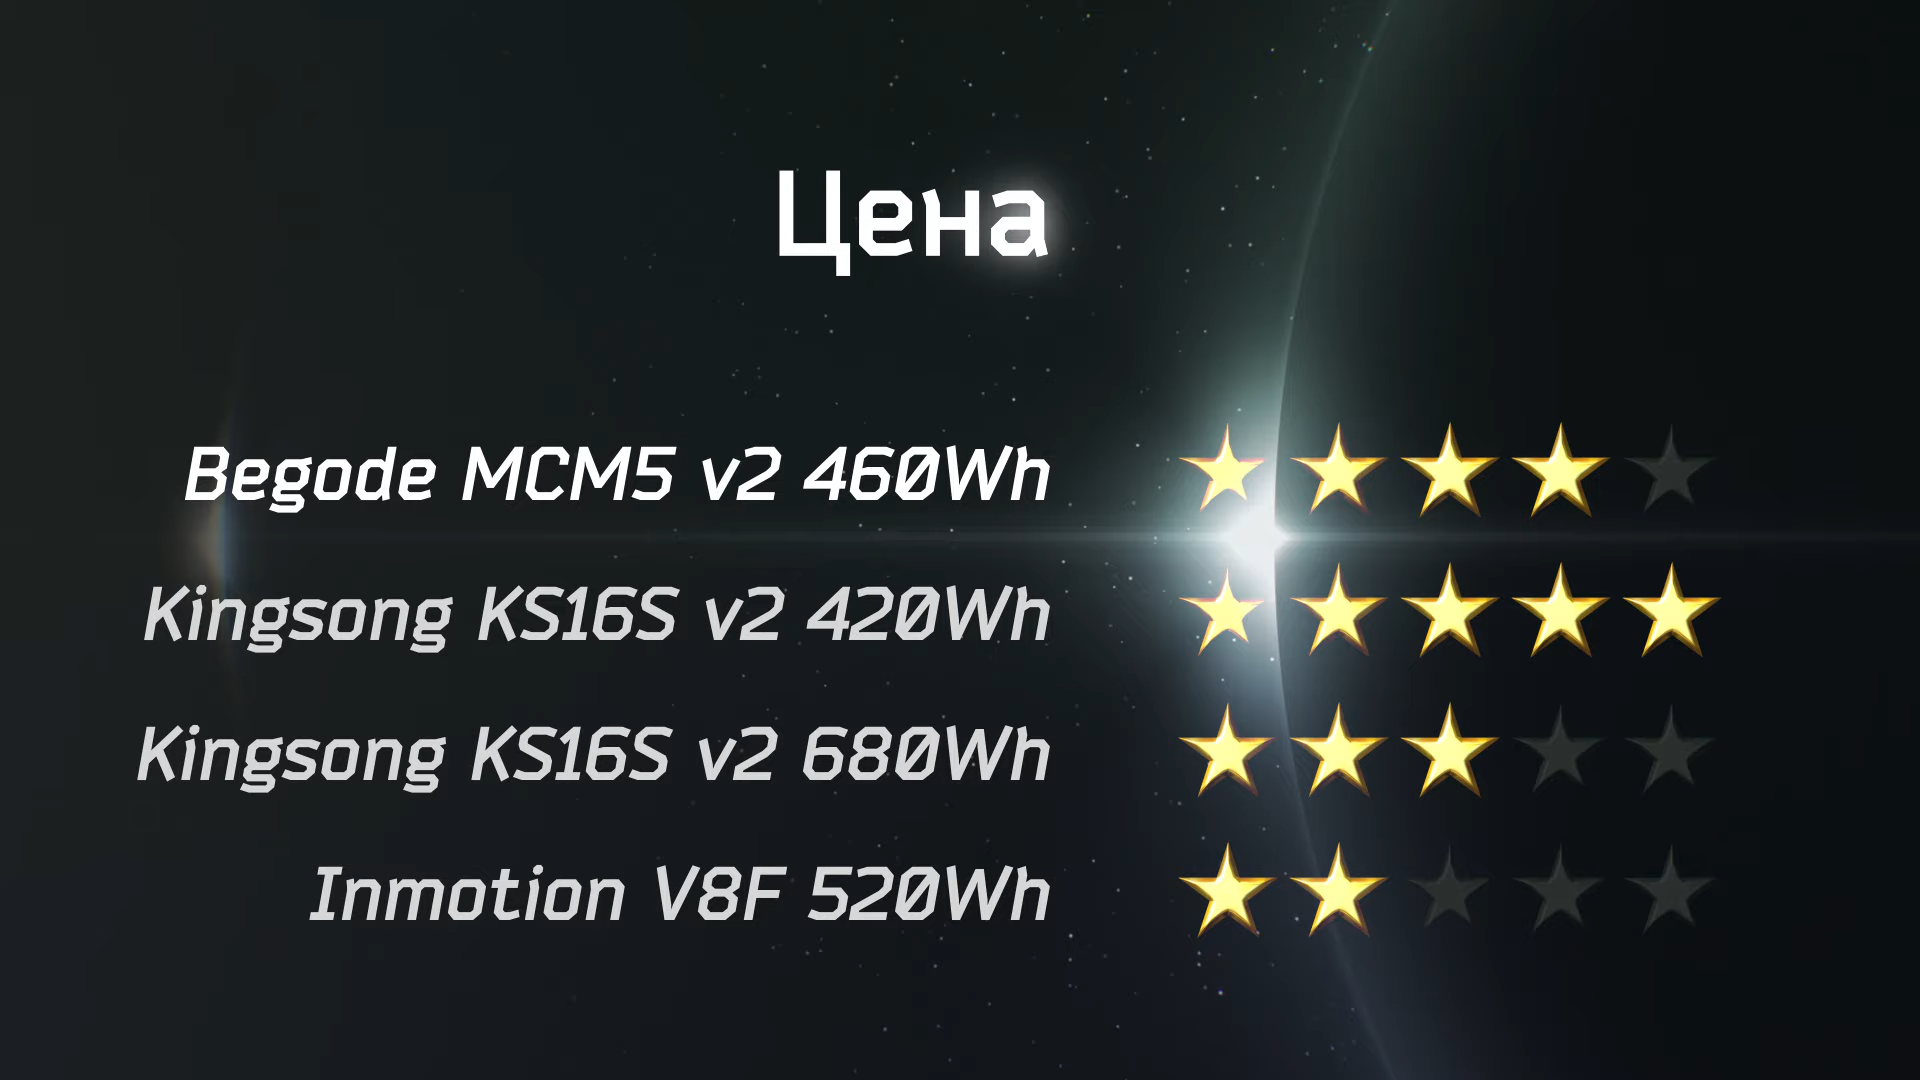 Цена
Begode MCM5 v2 460Wh
Kingsong KS16S v2 420Wh
Kingsong KS16S v2 680Wh
Inmotion V8F 520Wh